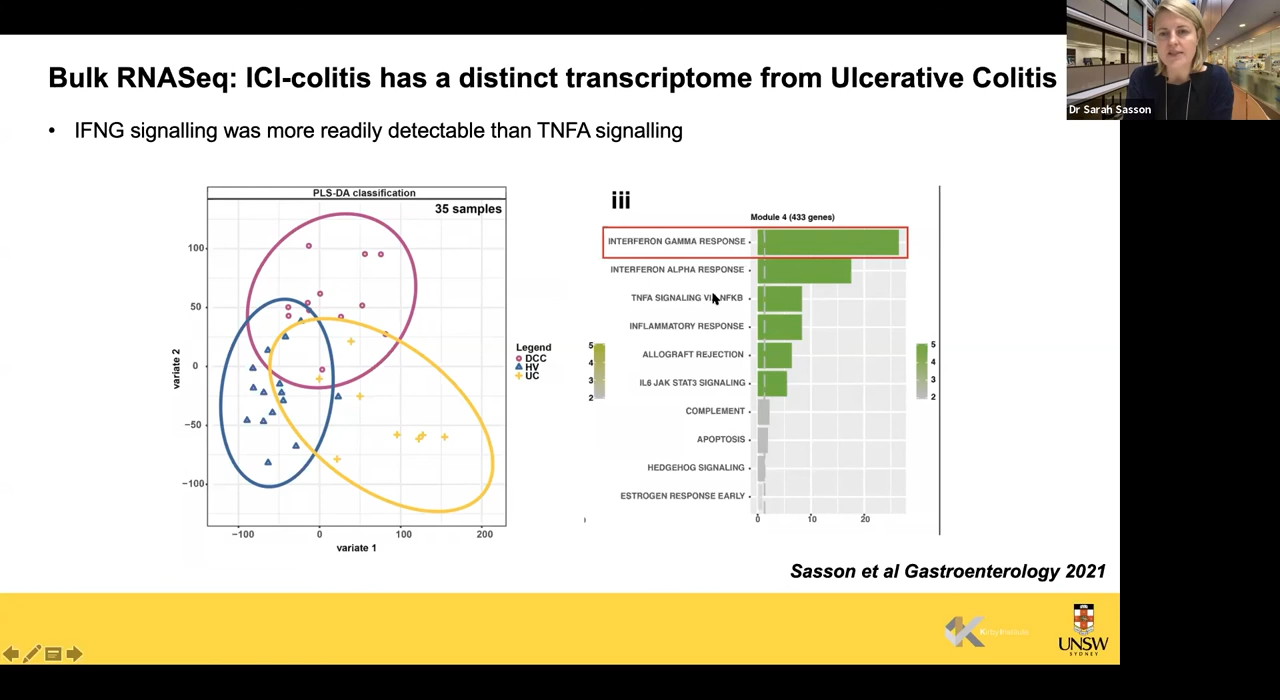 Bulk RNASeq: ICI-colitis has a distinct transcriptome from Ulcerative Colitis
Dr Sarah Sasson
• IFNG signalling was more readily detectable than TNFA signalling
PLS-DA classification
35 samples
100
50
0
−50
−100
variate 2
−100
0
100
200
variate 1
Legend
DCC
HV
UC
iii
Module 4 (433 genes)
INTERFERON GAMMA RESPONSE
INTERFERON ALPHA RESPONSE
TNFA SIGNALING VIA NFKB
INFLAMMATORY RESPONSE
ALLOGRAFT REJECTION
IL6 JAK STAT3 SIGNALING
COMPLEMENT
APOPTOSIS
HEDGEHOG SIGNALING
ESTROGEN RESPONSE EARLY
0
10
20
5
4
3
2
5
4
3
2
Sasson et al Gastroenterology 2021
Kirby Institute
UNSW
SYDNEY